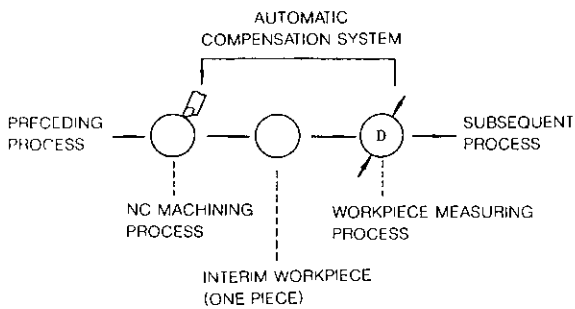 AUTOMATIC
COMPENSATION SYSTEM
PRECEDING
PROCESS
D
SUBSEQUENT
PROCESS
NC MACHINING
PROCESS
WORKPIECE MEASURING
PROCESS
INTERIM WORKPIECE
(ONE PIECE)